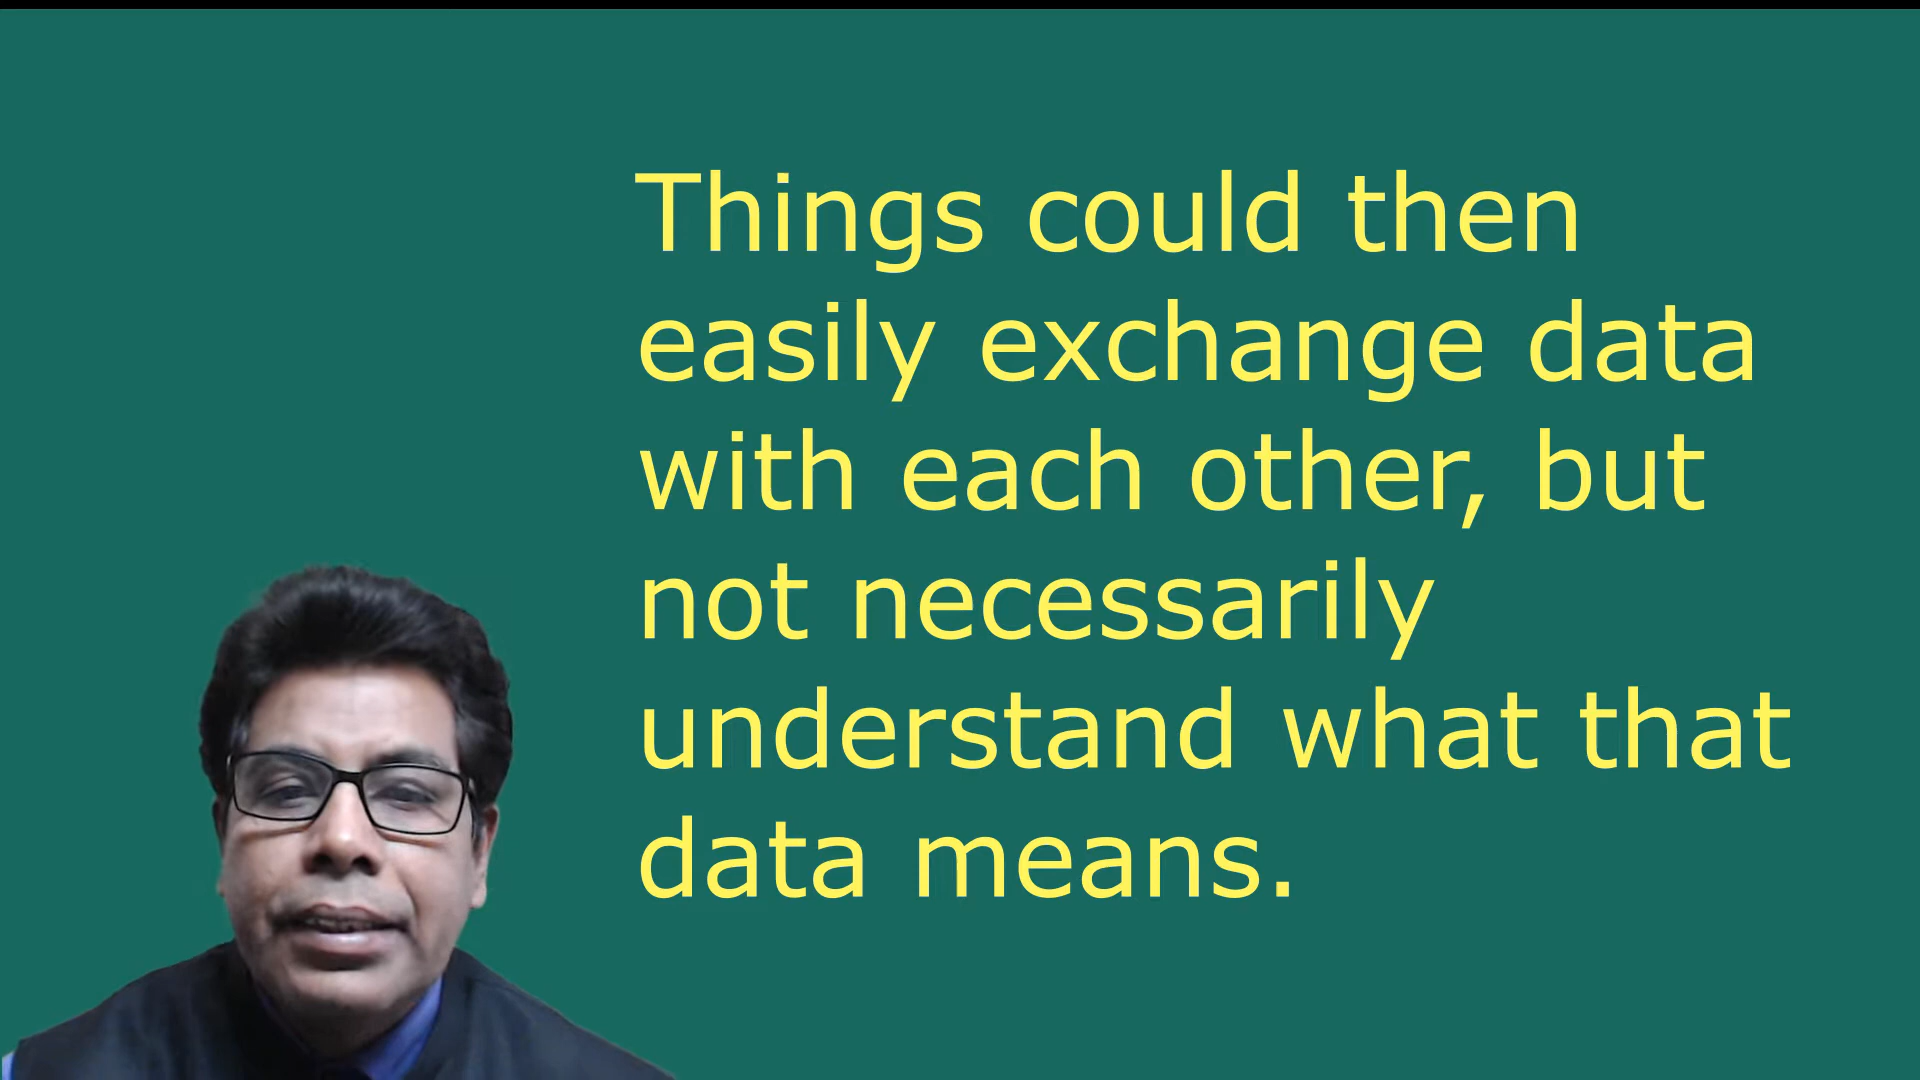 Things could then
easily exchange data
with each other, but
not necessarily
understand what that
data means.